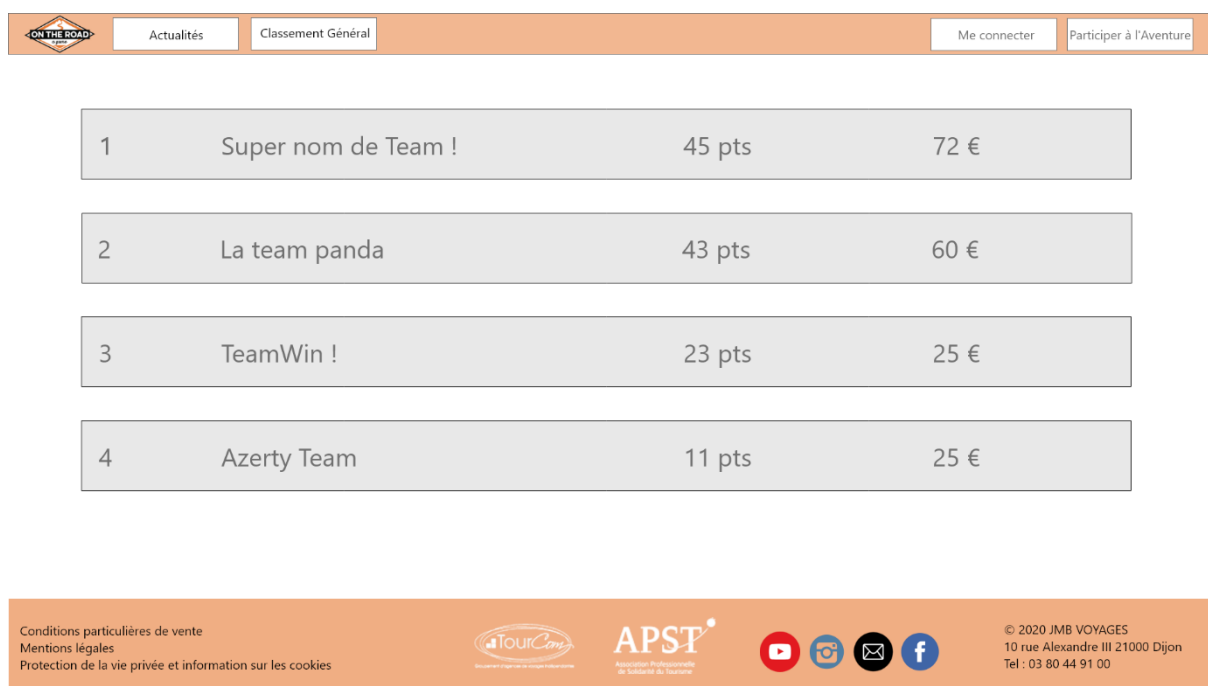 ON THE ROAD
Actualités
Classement Général
Me connecter
Participer à l'Aventure
1 Super nom de Team ! 45 pts 72 €
2 La team panda 43 pts 60 €
3 TeamWin ! 23 pts 25 €
4 Azerty Team 11 pts 25 €
Conditions particulières de vente
Mentions légales
Protection de la vie privée et information sur les cookies
TourCom
APST
Association Professionnelle
de Solidarité du Tourisme
© 2020 JMB VOYAGES
10 rue Alexandre III 21000 Dijon
Tel : 03 80 44 91 00